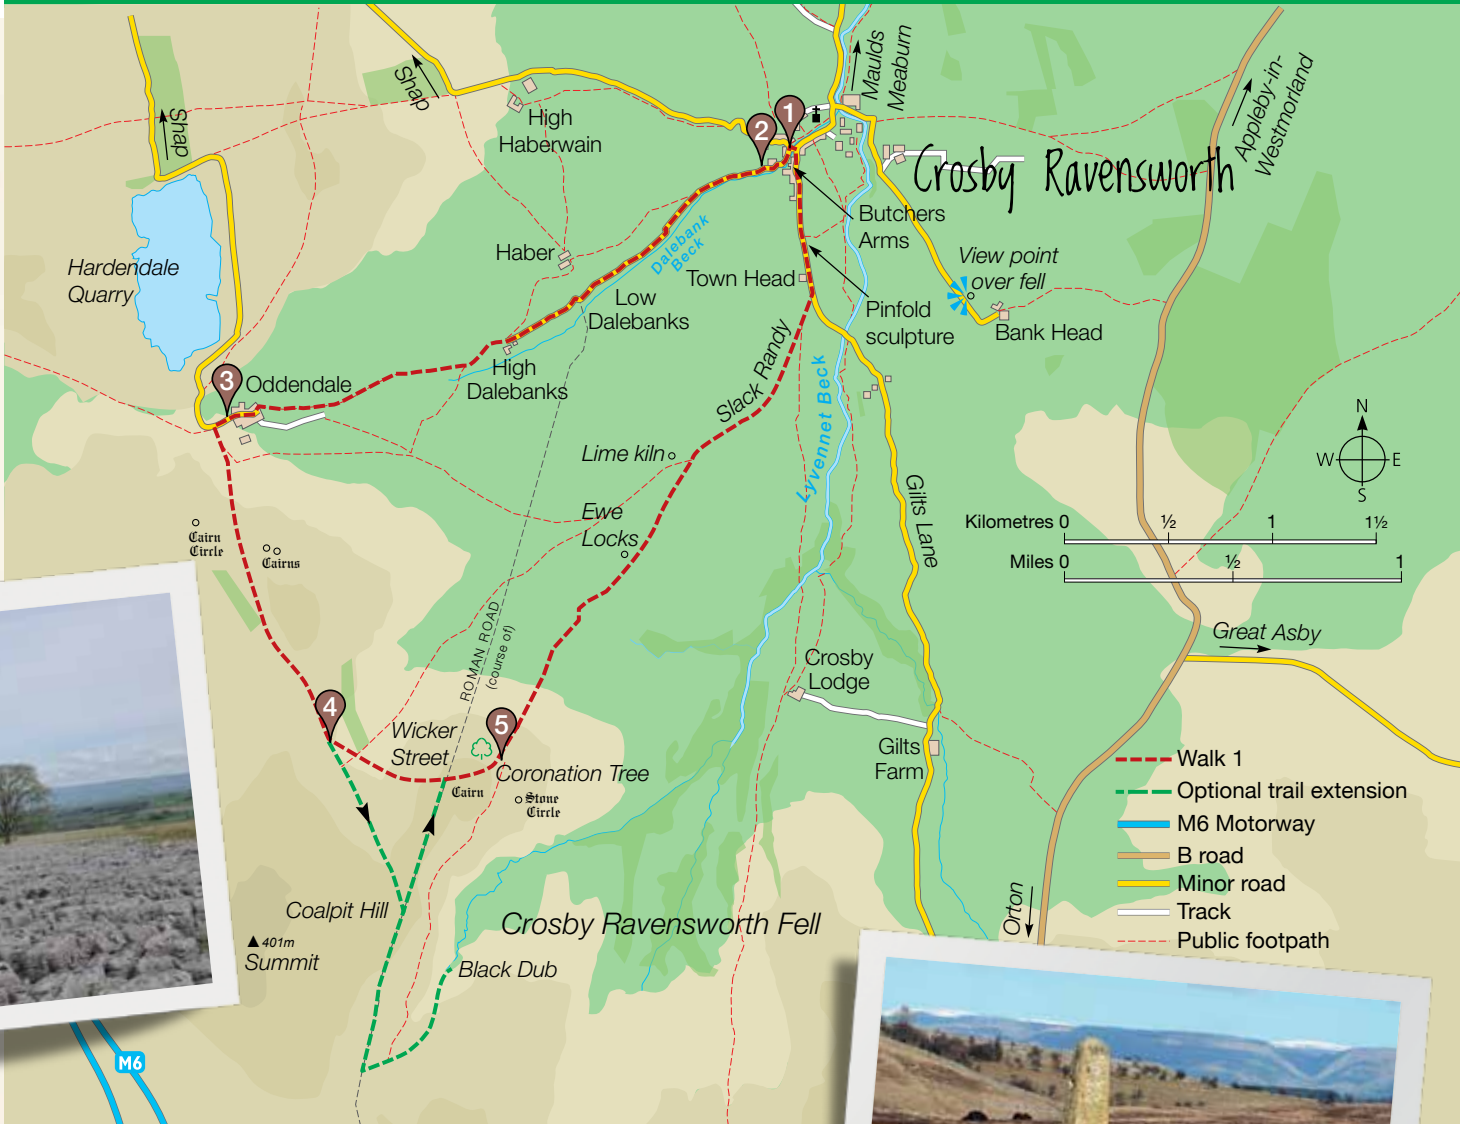 Shap
Shap
Maulds
Meaburn
Appleby-in-
Westmorland
1
2
High
Haberwain
Crosby Ravensworth
Butchers
Arms
Dalebank
Beck
Haber
View point
over fell
Hardendale
Quarry
Town Head
Low
Dalebanks
Pinfold
sculpture
Bank Head
High
Dalebanks
3
Oddendale
Slack Randy
Lyvennet Beck
N
W
E
S
Lime kiln
Gilts Lane
Ewe
Locks
Kilometres 0 ½ 1 1½
Miles 0 ½ 1
Cairn
Circle
Cairns
ROMAN ROAD
(course of)
Great Asby
Crosby
Lodge
4
5
Wicker
Street
Gilts
Farm
Coronation Tree
Cairn
Stone
Circle
Walk 1
Optional trail extension
M6 Motorway
B road
Minor road
Track
Public footpath
Coalpit Hill
Crosby Ravensworth Fell
Orton
401m
Summit
Black Dub
M6